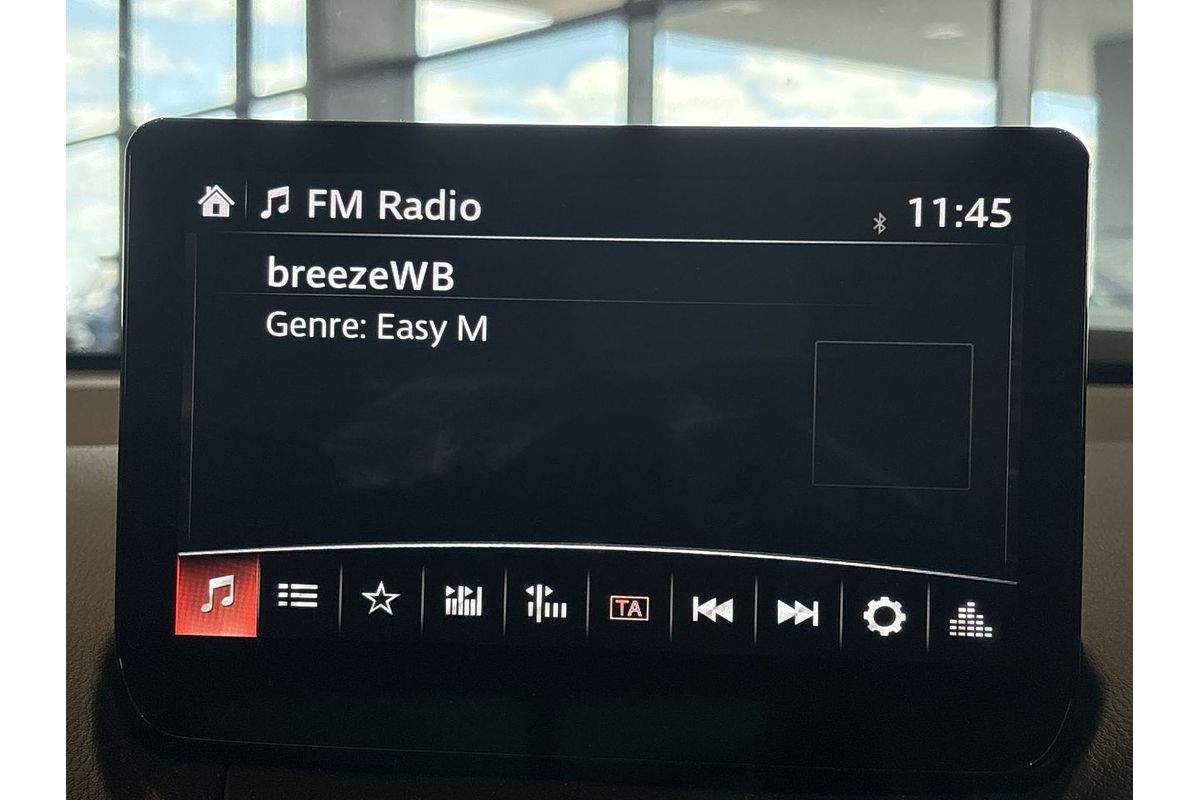 FM Radio
11:45
breezeWB
Genre: Easy M
TA